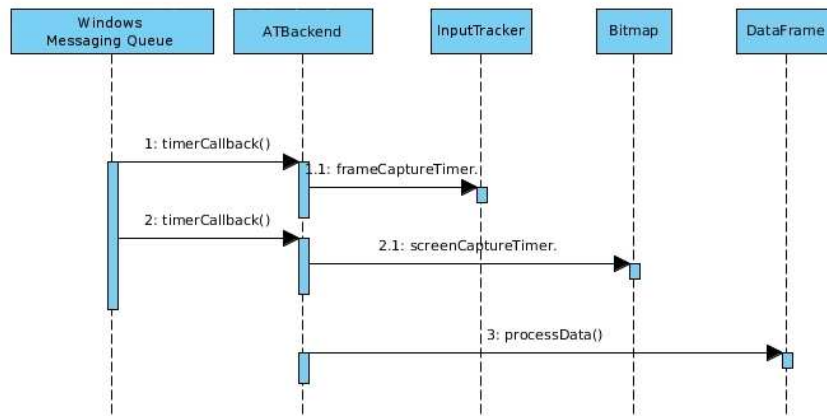 Windows
Messaging Queue
ATBackend
InputTracker
Bitmap
DataFrame
1: timerCallback()
1.1: frameCaptureTimer.
2: timerCallback()
2.1: screenCaptureTimer.
3: processData()